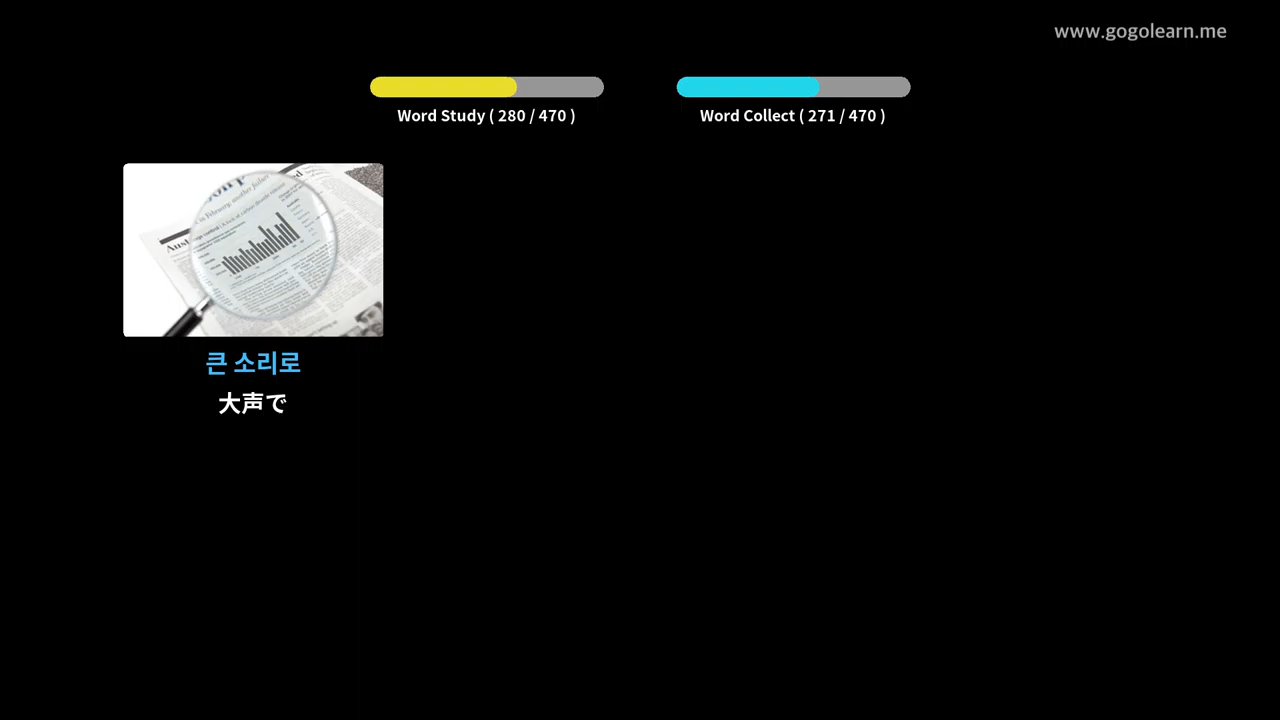 www.gogolearn.me
Word Study ( 280 / 470 )
Word Collect ( 271 / 470 )
큰 소리로
大声で